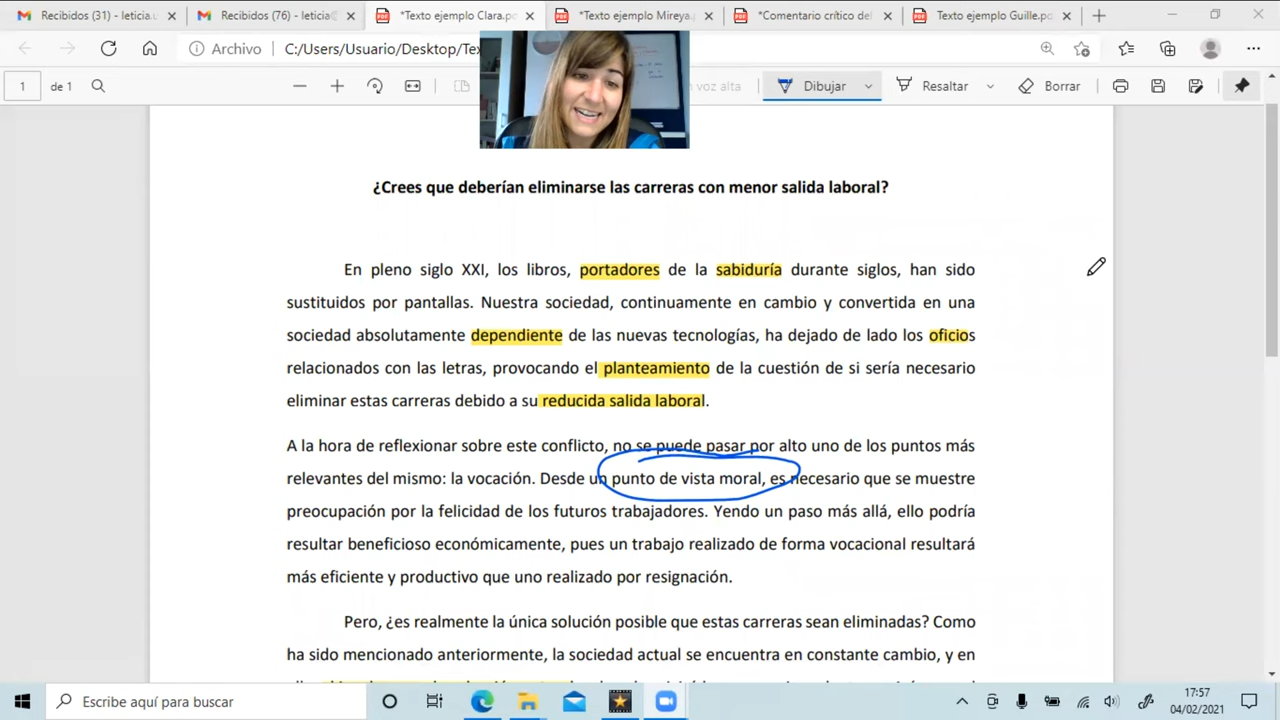 Recibidos (31) - leticia.u
Recibidos (76) - leticia@
*Texto ejemplo Clara.po
*Texto ejemplo Mireya.p
*Comentario crítico del
Texto ejemplo Guille.po
Archivo
C:/Users/Usuario/Desktop/Tex
1
de 1
voz alta
Dibujar
Resaltar
Borrar
¿Crees que deberían eliminarse las carreras con menor salida laboral?
En pleno siglo XXI, los libros, portadores de la sabiduría durante siglos, han sido
sustituidos por pantallas. Nuestra sociedad, continuamente en cambio y convertida en una
sociedad absolutamente dependiente de las nuevas tecnologías, ha dejado de lado los oficios
relacionados con las letras, provocando el planteamiento de la cuestión de si sería necesario
eliminar estas carreras debido a su reducida salida laboral.
A la hora de reflexionar sobre este conflicto, no se puede pasar por alto uno de los puntos más
relevantes del mismo: la vocación. Desde un punto de vista moral, es necesario que se muestre
preocupación por la felicidad de los futuros trabajadores. Yendo un paso más allá, ello podría
resultar beneficioso económicamente, pues un trabajo realizado de forma vocacional resultará
más eficiente y productivo que uno realizado por resignación.
Pero, ¿es realmente la única solución posible que estas carreras sean eliminadas? Como
ha sido mencionado anteriormente, la sociedad actual se encuentra en constante cambio, y en
Escribe aquí para buscar
17:57
04/02/2021